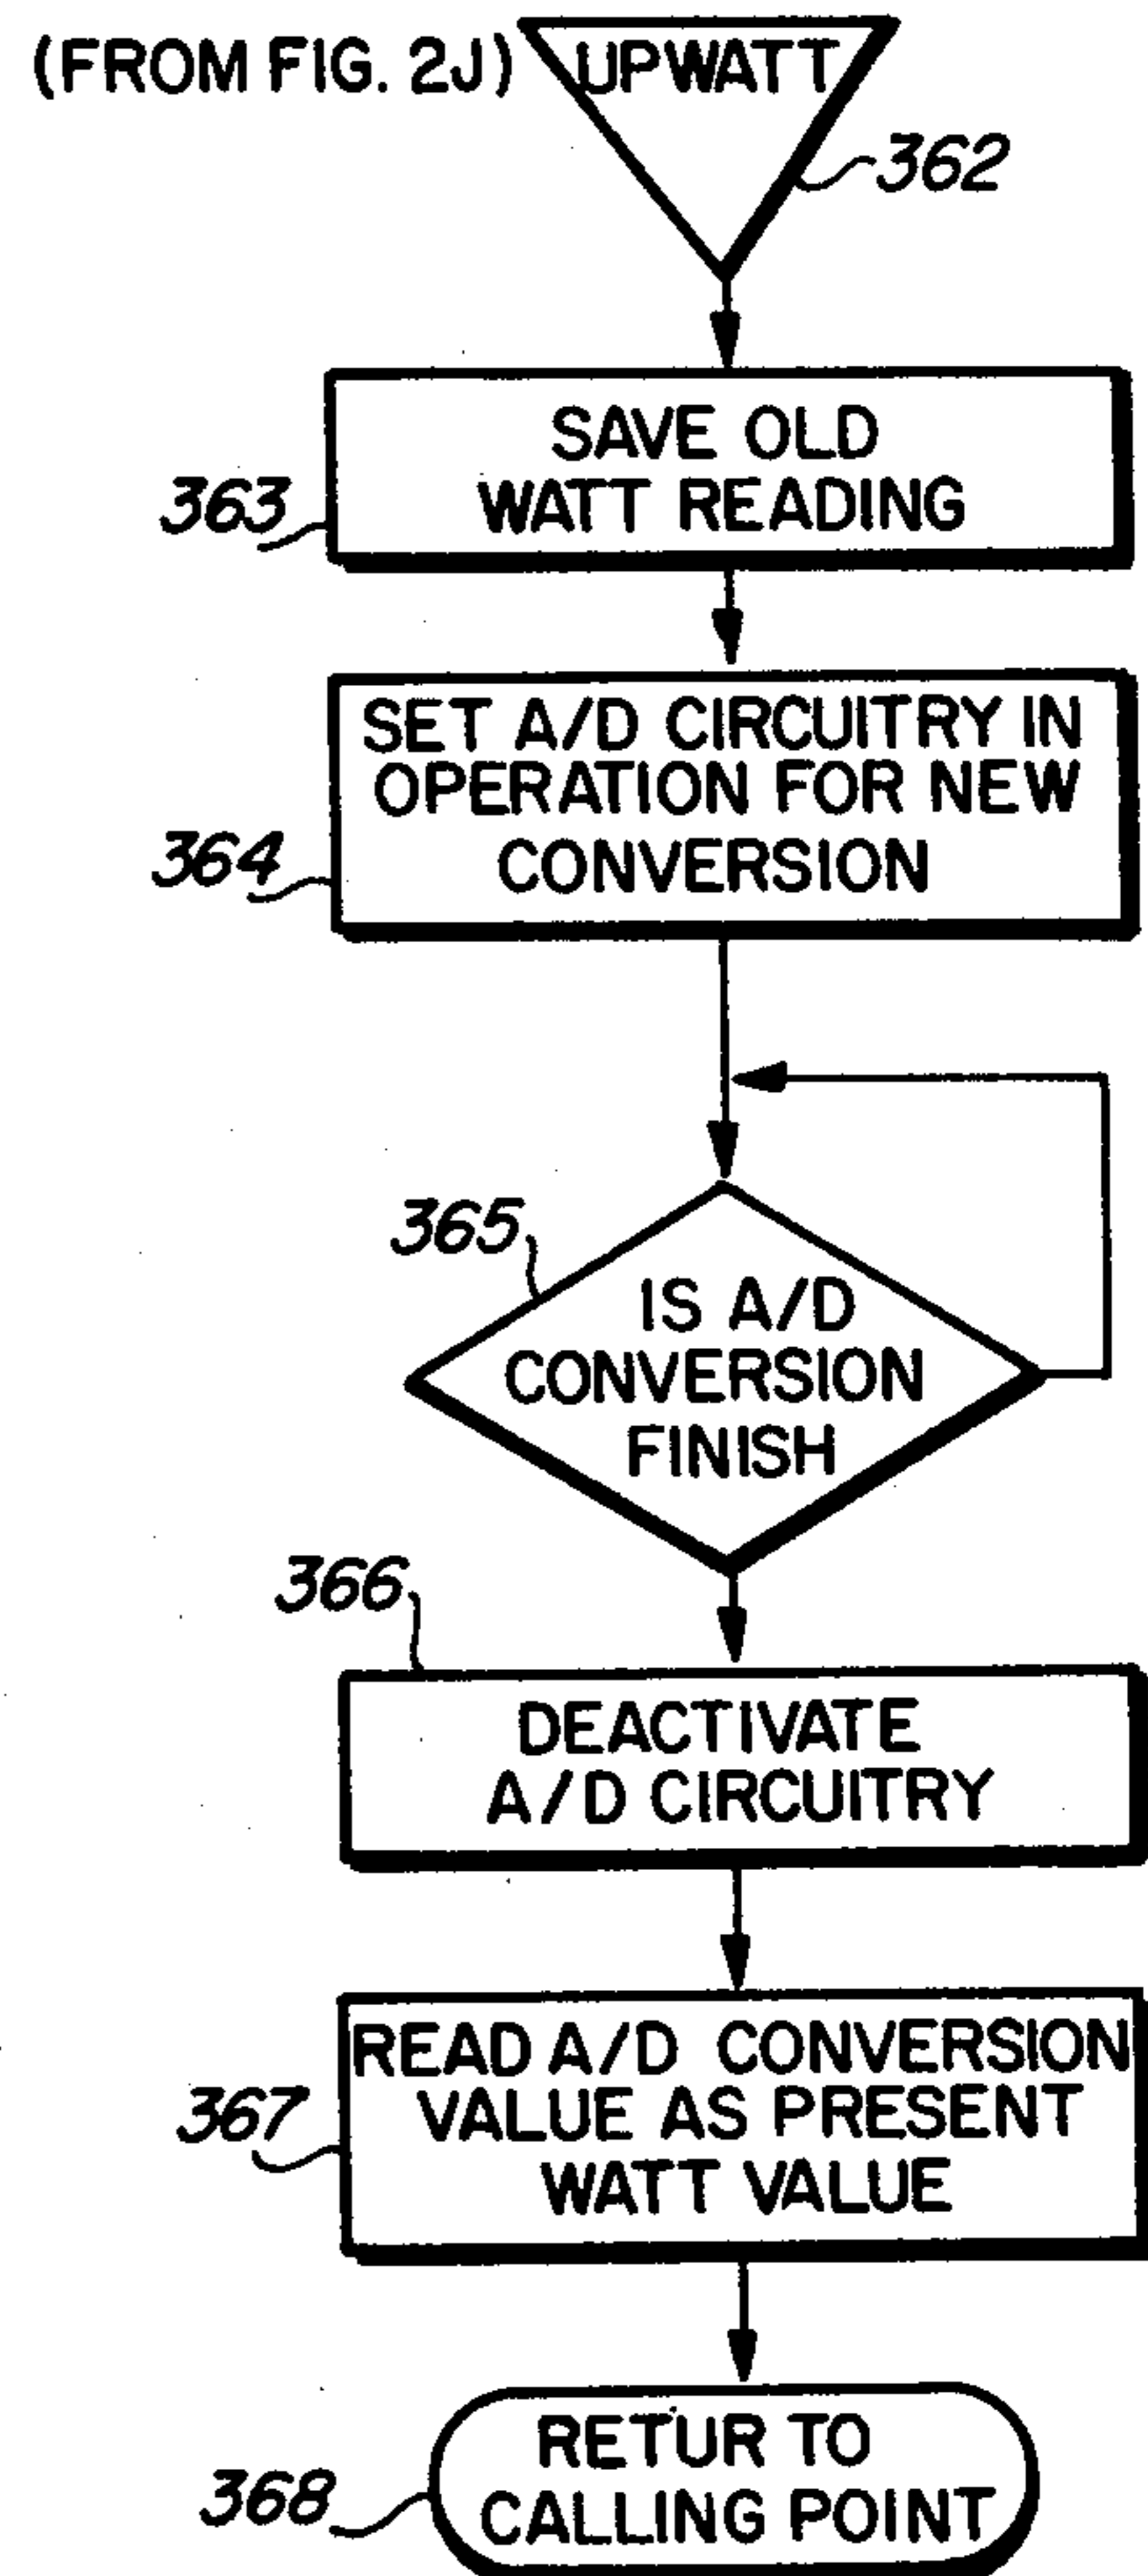 (FROM FIG. 2J)
UPWATT
362
SAVE OLD
WATT READING
363
SET A/D CIRCUITRY IN
OPERATION FOR NEW
CONVERSION
364
365
IS A/D
CONVERSION
FINISH
366
DEACTIVATE
A/D CIRCUITRY
READ A/D CONVERSION
VALUE AS PRESENT
WATT VALUE
367
RETUR TO
CALLING POINT
368